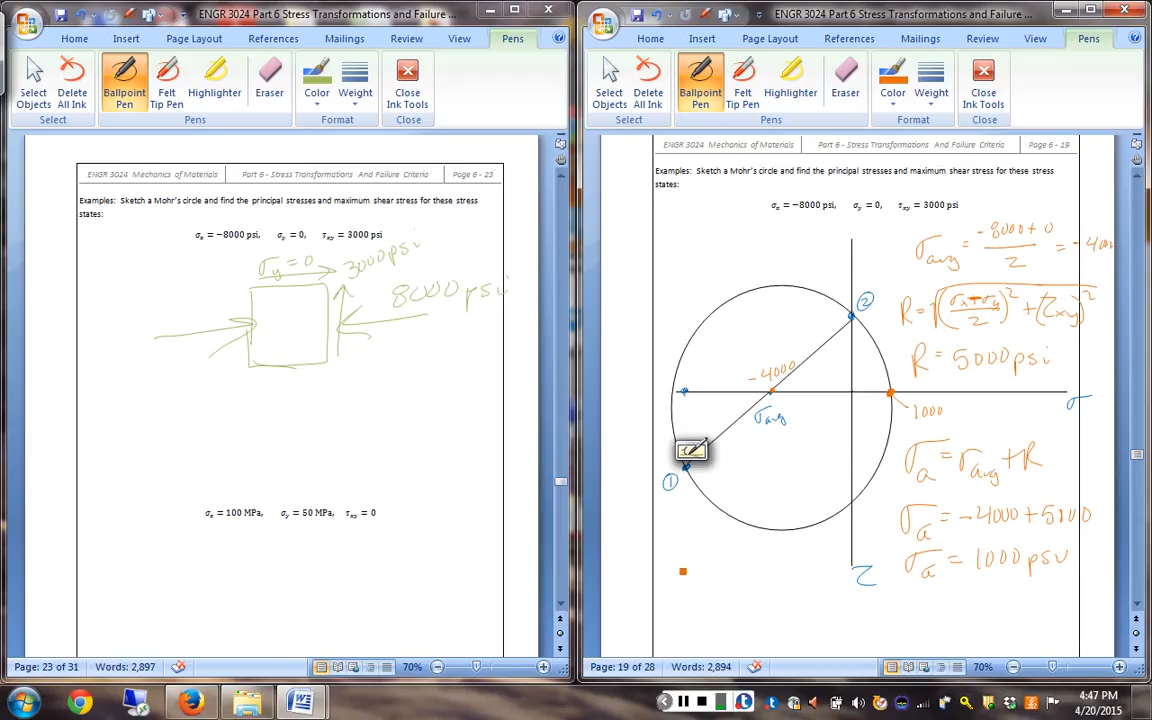 ENGR 3024 Part 6 Stress Transformations and Failure ...
Home Insert Page Layout References Mailings Review View Pens
Select Objects
Delete All Ink
Ballpoint Pen
Felt Tip Pen
Highlighter
Eraser
Color
Weight
Close Ink Tools
Select Pens Format Close
ENGR 3024 Mechanics of Materials Part 6 - Stress Transformations And Failure Criteria Page 6 - 23
Examples: Sketch a Mohr's circle and find the principal stresses and maximum shear stress for these stress
states:
σx = −8000 psi, σy = 0, τxy = 3000 psi
σy = 0
3000 psi
8000 psi
σx = 100 MPa, σy = 50 MPa, τxy = 0
Page: 23 of 31 Words: 2,897 70%
ENGR 3024 Part 6 Stress Transformations and Failure ...
Home Insert Page Layout References Mailings Review View Pens
Select Objects
Delete All Ink
Ballpoint Pen
Felt Tip Pen
Highlighter
Eraser
Color
Weight
Close Ink Tools
Select Pens Format Close
ENGR 3024 Mechanics of Materials Part 6 - Stress Transformations And Failure Criteria Page 6 - 19
Examples: Sketch a Mohr's circle and find the principal stresses and maximum shear stress for these stress
states:
σx = −8000 psi, σy = 0, τxy = 3000 psi
σavg = (-8000 + 0)/2 = -4000
②
R = √((σx+σy)/2)² + (τxy)²
R = 5000 psi
-4000
σavg
σ
1000
①
σa = σavg + R
σa = -4000 + 5000
σa = 1000 psi
τ
Page: 19 of 28 Words: 2,894 70%
4:47 PM
4/20/2015